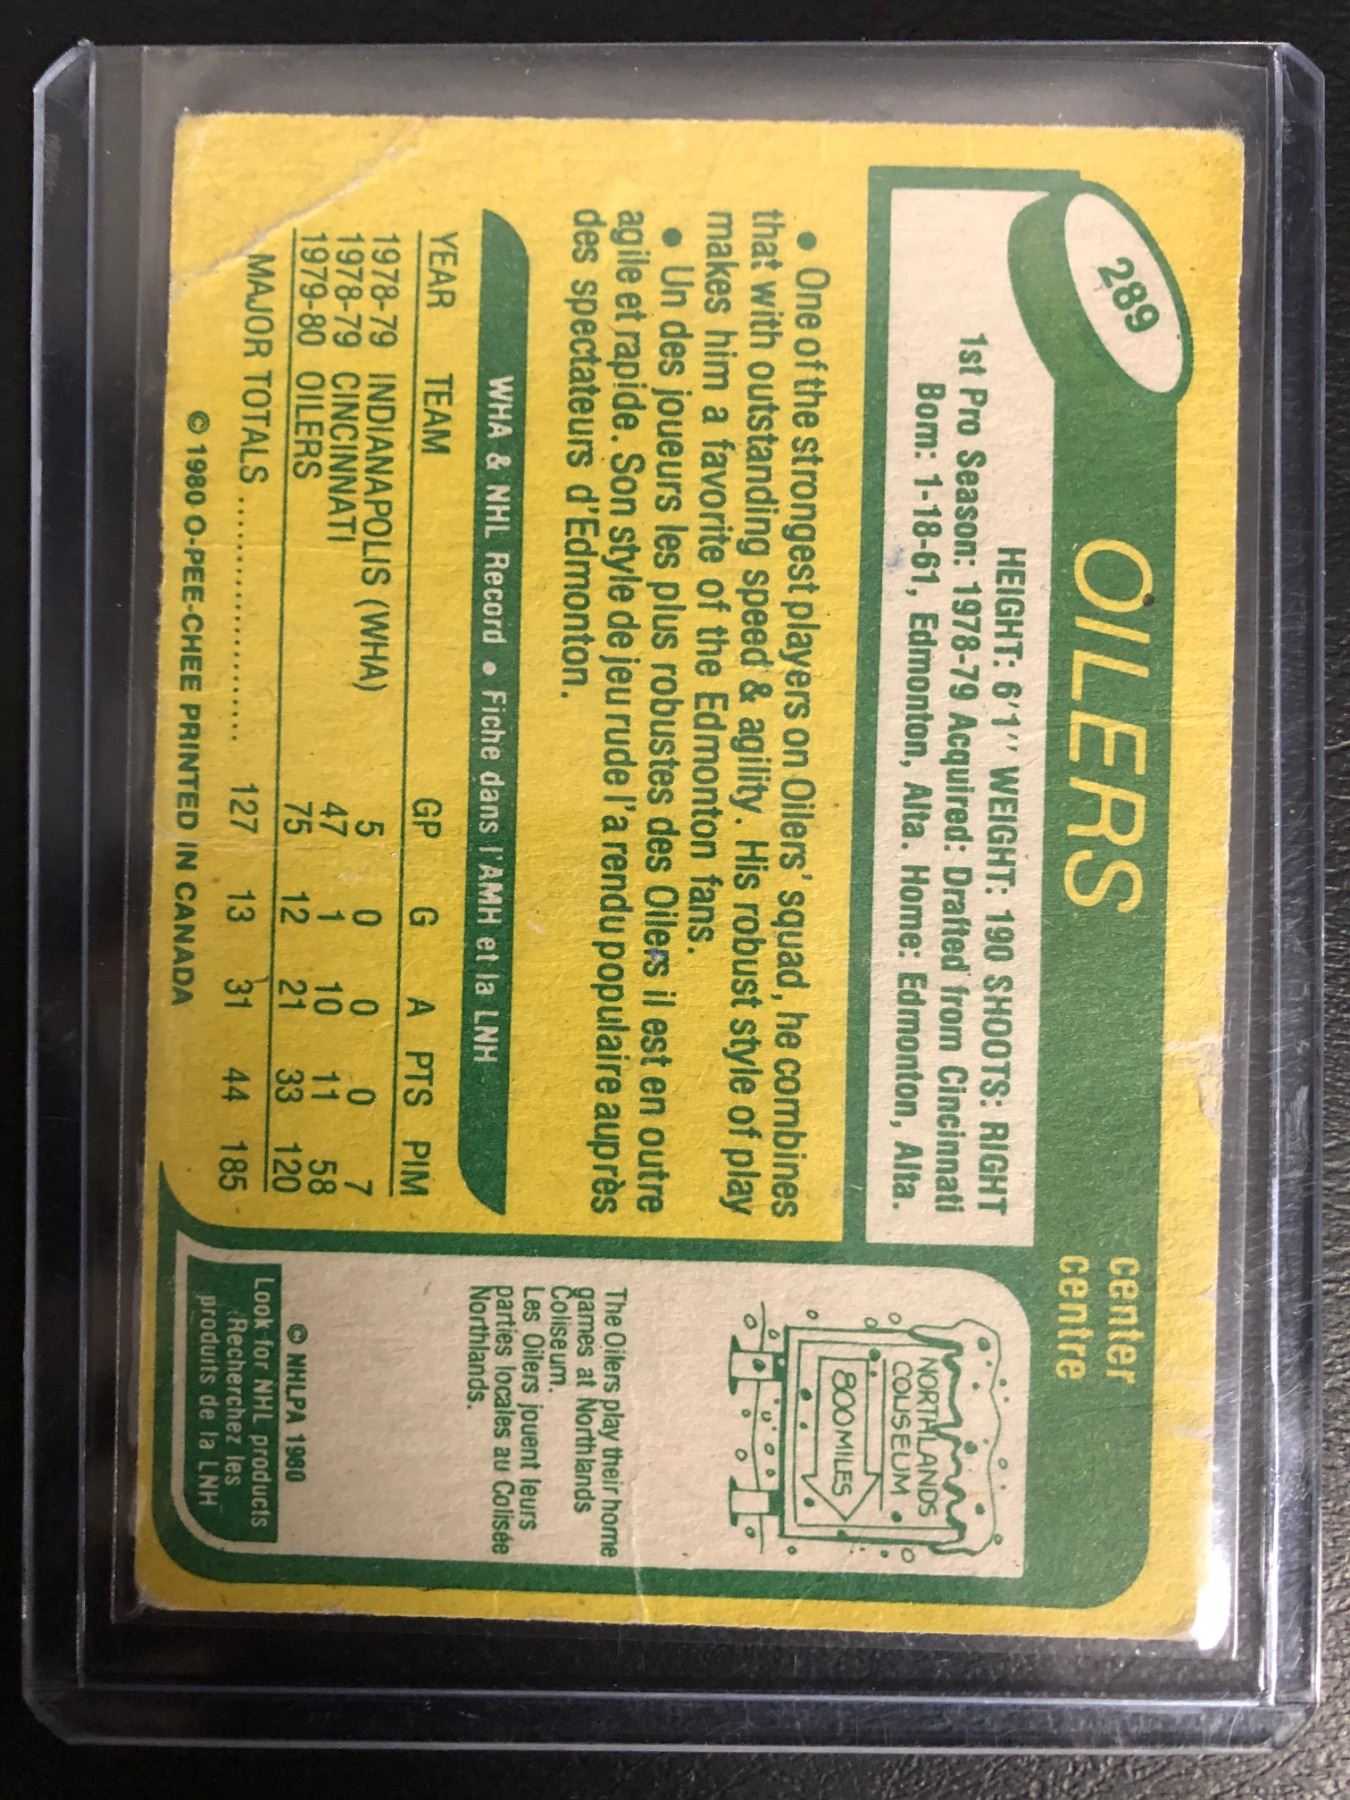 289
OILERS
center
centre
HEIGHT: 6'1" WEIGHT: 190 SHOOTS: RIGHT
1st Pro Season: 1978-79 Acquired: Drafted from Cincinnati
Born: 1-18-61, Edmonton, Alta. Home: Edmonton, Alta.
● One of the strongest players on Oilers' squad, he combines
that with outstanding speed & agility. His robust style of play
makes him a favorite of the Edmonton fans.
● Un des joueurs les plus robustes des Oilers il est en outre
agile et rapide. Son style de jeu rude l'a rendu populaire auprès
des spectateurs d'Edmonton.
WHA & NHL Record ● Fiche dans l'AMH et la LNH
YEAR TEAM GP G A PTS PIM
1978-79 INDIANAPOLIS (WHA) 5 0 0 0 7
1978-79 CINCINNATI 47 1 10 11 58
1979-80 OILERS 75 12 21 33 120
MAJOR TOTALS .................... 127 13 31 44 185
© 1980 O-PEE-CHEE PRINTED IN CANADA
NORTHLANDS
COLISEUM
800 MILES
The Oilers play their home
games at Northlands
Coliseum.
Les Oilers jouent leurs
parties locales au Colisée
Northlands.
© NHLPA 1980
Look for NHL products
Recherchez les
produits de la LNH